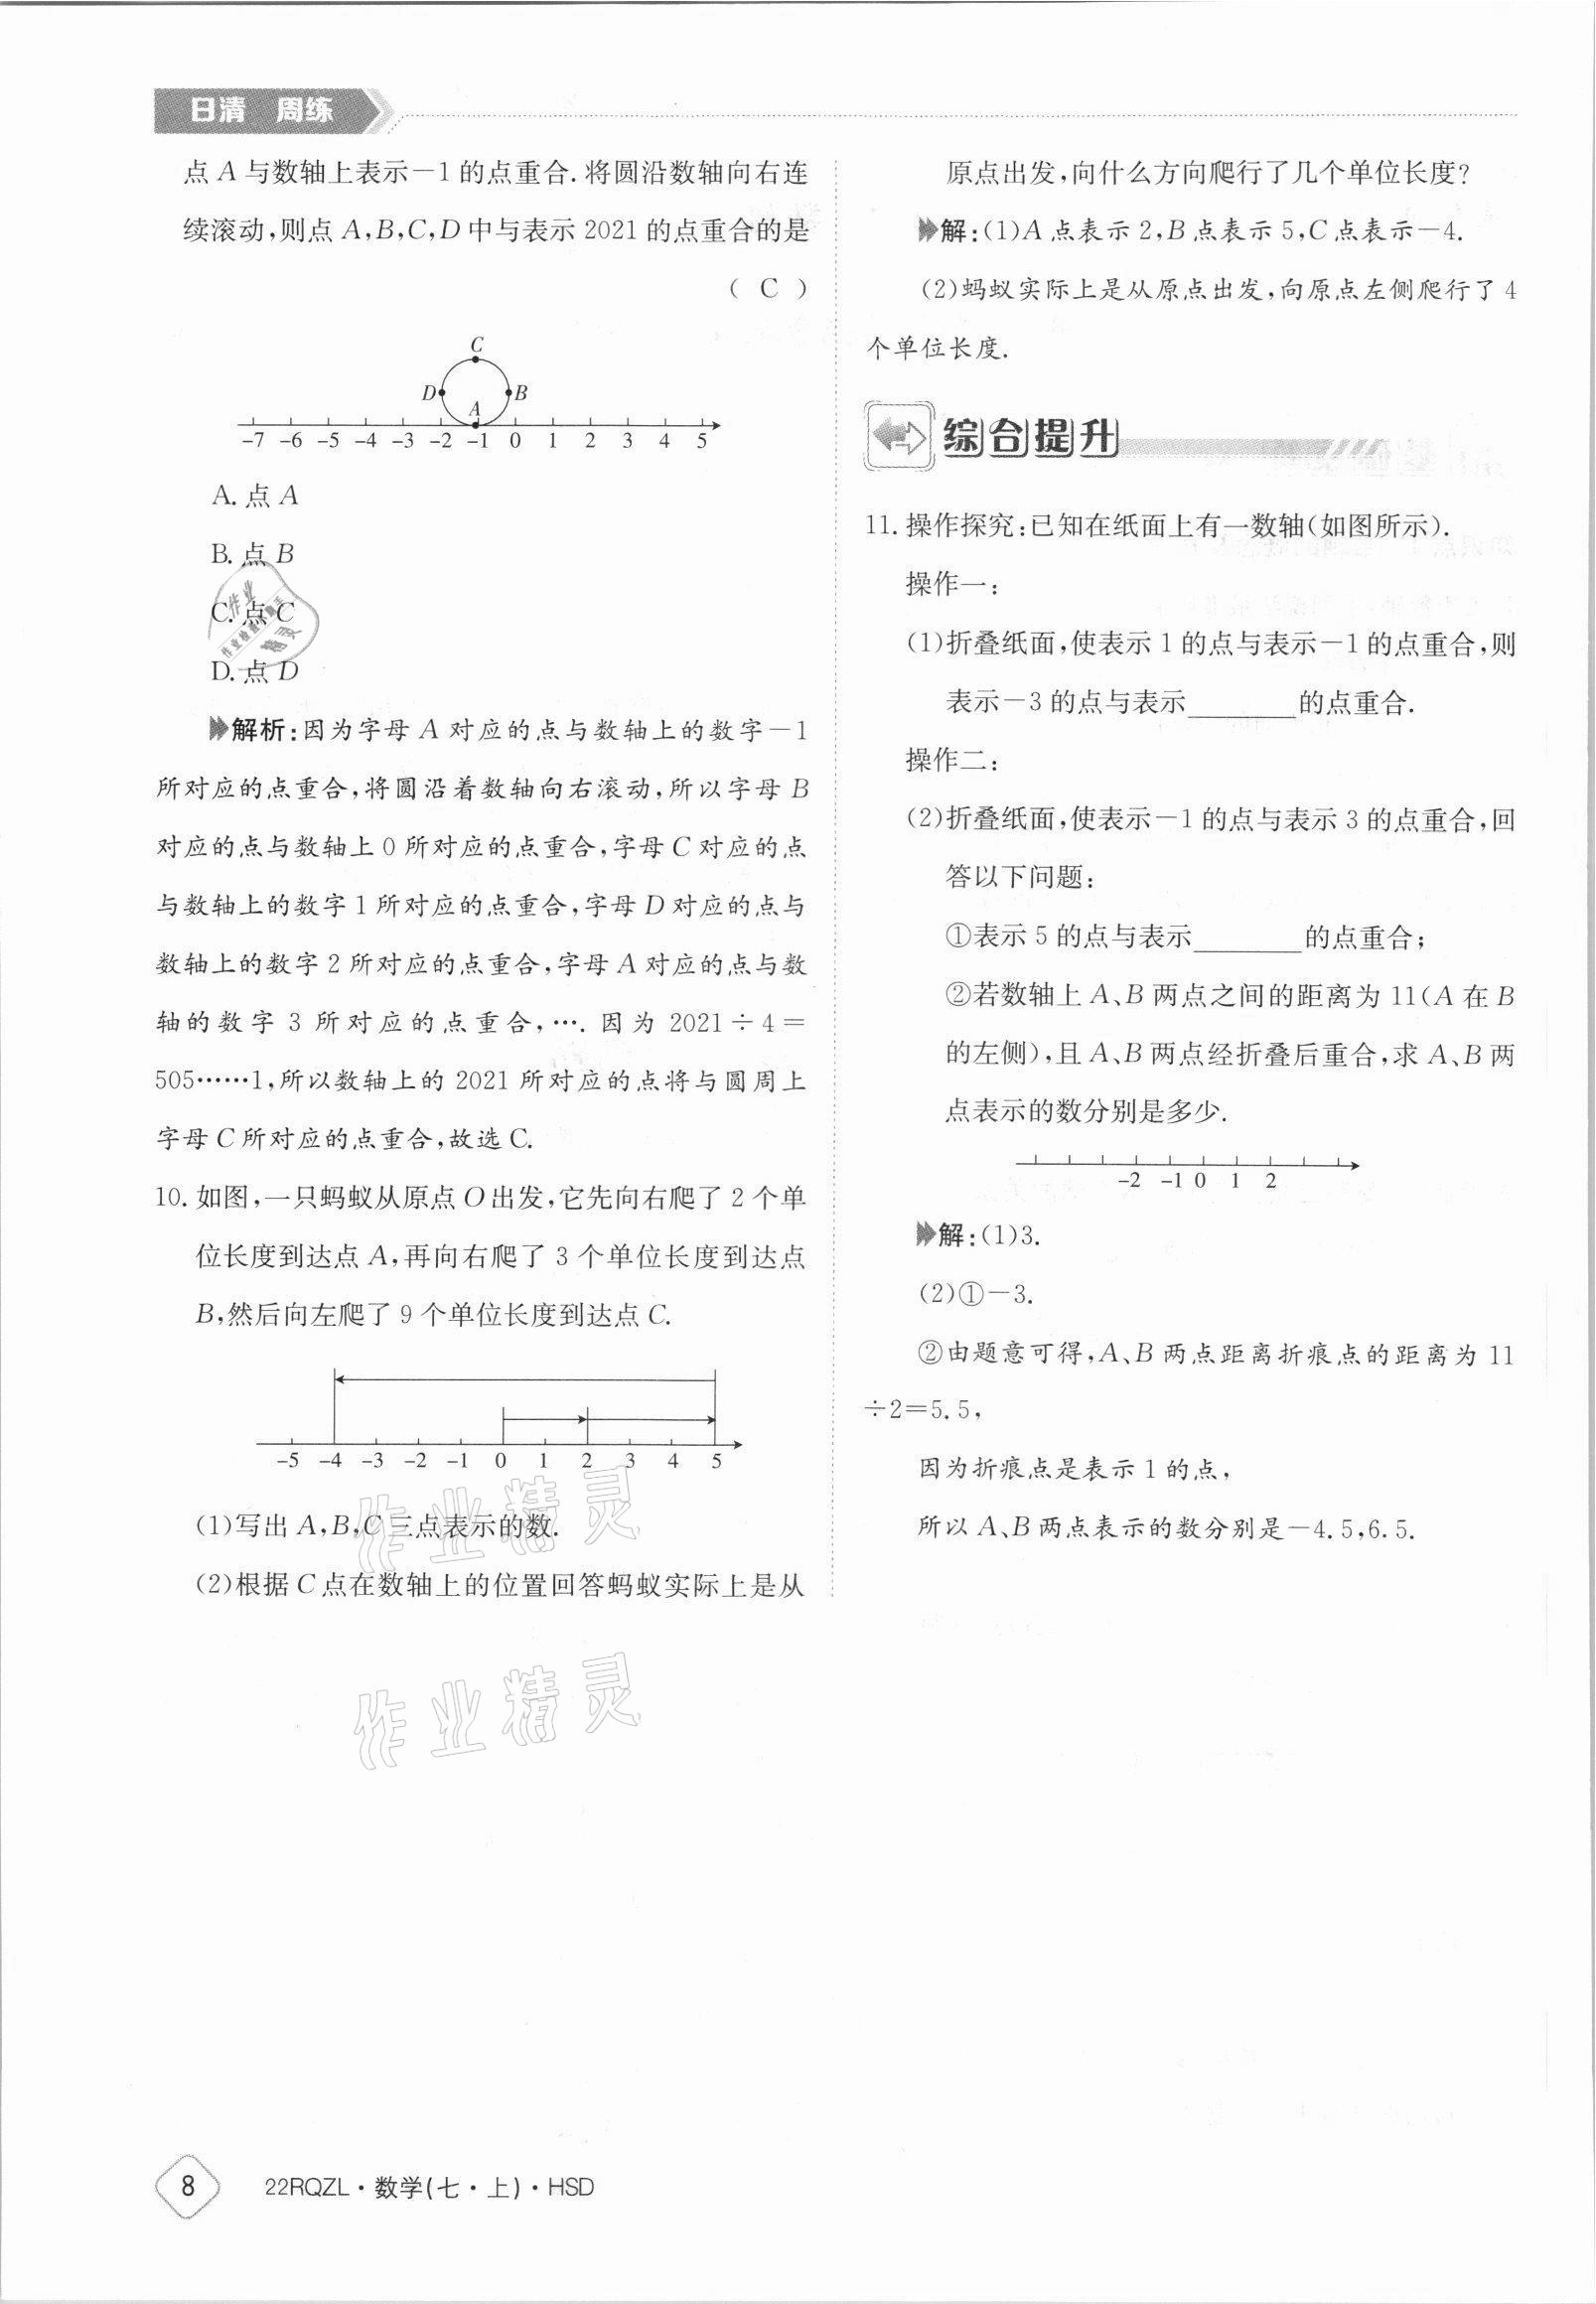 日清 周练
点 A 与数轴上表示－1 的点重合. 将圆沿数轴向右连
续滚动,则点 A,B,C,D 中与表示 2021 的点重合的是
( C )
C
D B
A
-7 -6 -5 -4 -3 -2 -1 0 1 2 3 4 5
A. 点 A
B. 点 B
C. 点 C
D. 点 D
解析:因为字母 A 对应的点与数轴上的数字－1
所对应的点重合,将圆沿着数轴向右滚动,所以字母 B
对应的点与数轴上0 所对应的点重合,字母 C 对应的点
与数轴上的数字 1 所对应的点重合,字母 D 对应的点与
数轴上的数字 2 所对应的点重合,字母 A 对应的点与数
轴的数字 3 所对应的点重合,…. 因为 2021÷4＝
505……1,所以数轴上的 2021 所对应的点将与圆周上
字母 C 所对应的点重合,故选 C.
10. 如图,一只蚂蚁从原点 O 出发,它先向右爬了 2 个单
位长度到达点 A,再向右爬了 3 个单位长度到达点
B,然后向左爬了 9 个单位长度到达点 C.
-5 -4 -3 -2 -1 0 1 2 3 4 5
(1)写出 A,B,C 三点表示的数.
(2)根据 C 点在数轴上的位置回答蚂蚁实际上是从
原点出发,向什么方向爬行了几个单位长度?
解:(1)A 点表示 2,B 点表示 5,C 点表示－4.
(2)蚂蚁实际上是从原点出发,向原点左侧爬行了 4
个单位长度.
综合提升
11. 操作探究:已知在纸面上有一数轴(如图所示).
操作一:
(1)折叠纸面,使表示 1 的点与表示－1 的点重合,则
表示－3 的点与表示________的点重合.
操作二:
(2)折叠纸面,使表示－1 的点与表示 3 的点重合,回
答以下问题:
①表示 5 的点与表示________的点重合;
②若数轴上 A、B 两点之间的距离为 11(A 在 B
的左侧),且 A、B 两点经折叠后重合,求 A、B 两
点表示的数分别是多少.
-2 -1 0 1 2
解:(1)3.
(2)①－3.
②由题意可得,A、B 两点距离折痕点的距离为 11
÷2＝5.5,
因为折痕点是表示 1 的点,
所以 A、B 两点表示的数分别是－4.5,6.5.
作业精灵
作业精灵
8
22RQZL·数学(七·上)·HSD